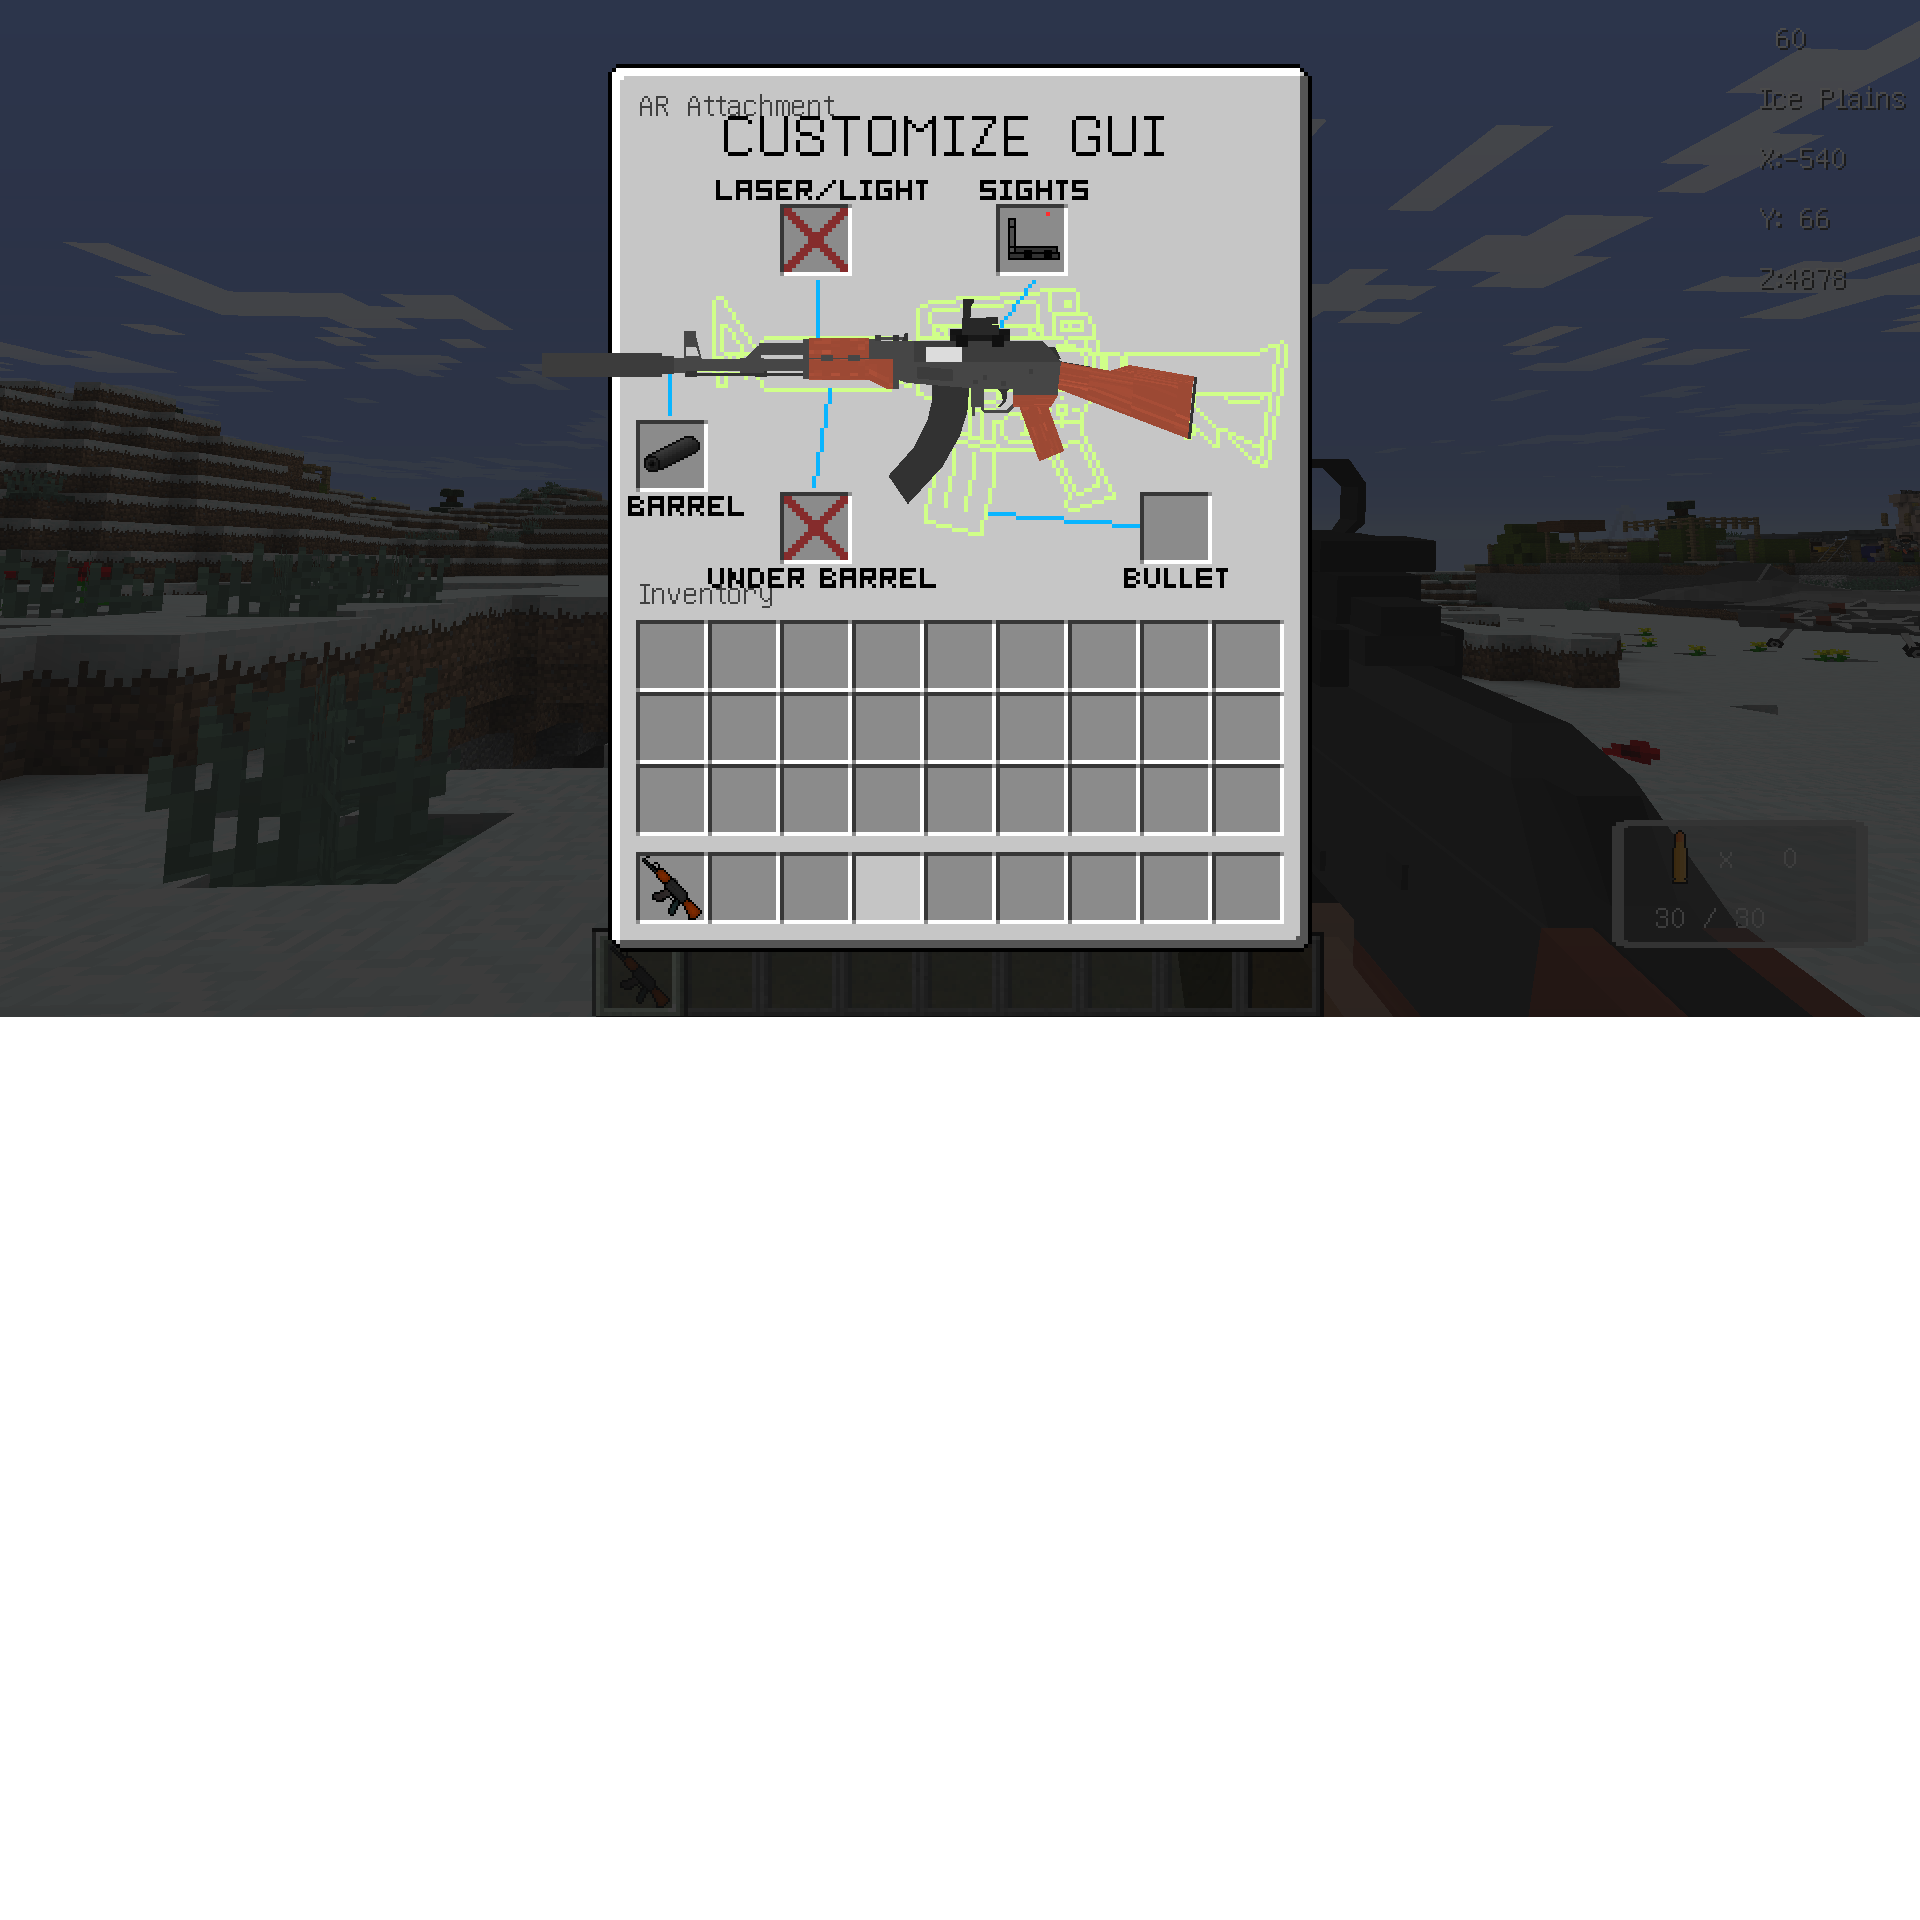 AR Attachment
CUSTOMIZE GUI
LASER/LIGHT SIGHTS
BARREL
UNDER BARREL BULLET
Inventory
60
Ice Plains
X:-540
Y: 66
Z:4878
x 0
30 / 30